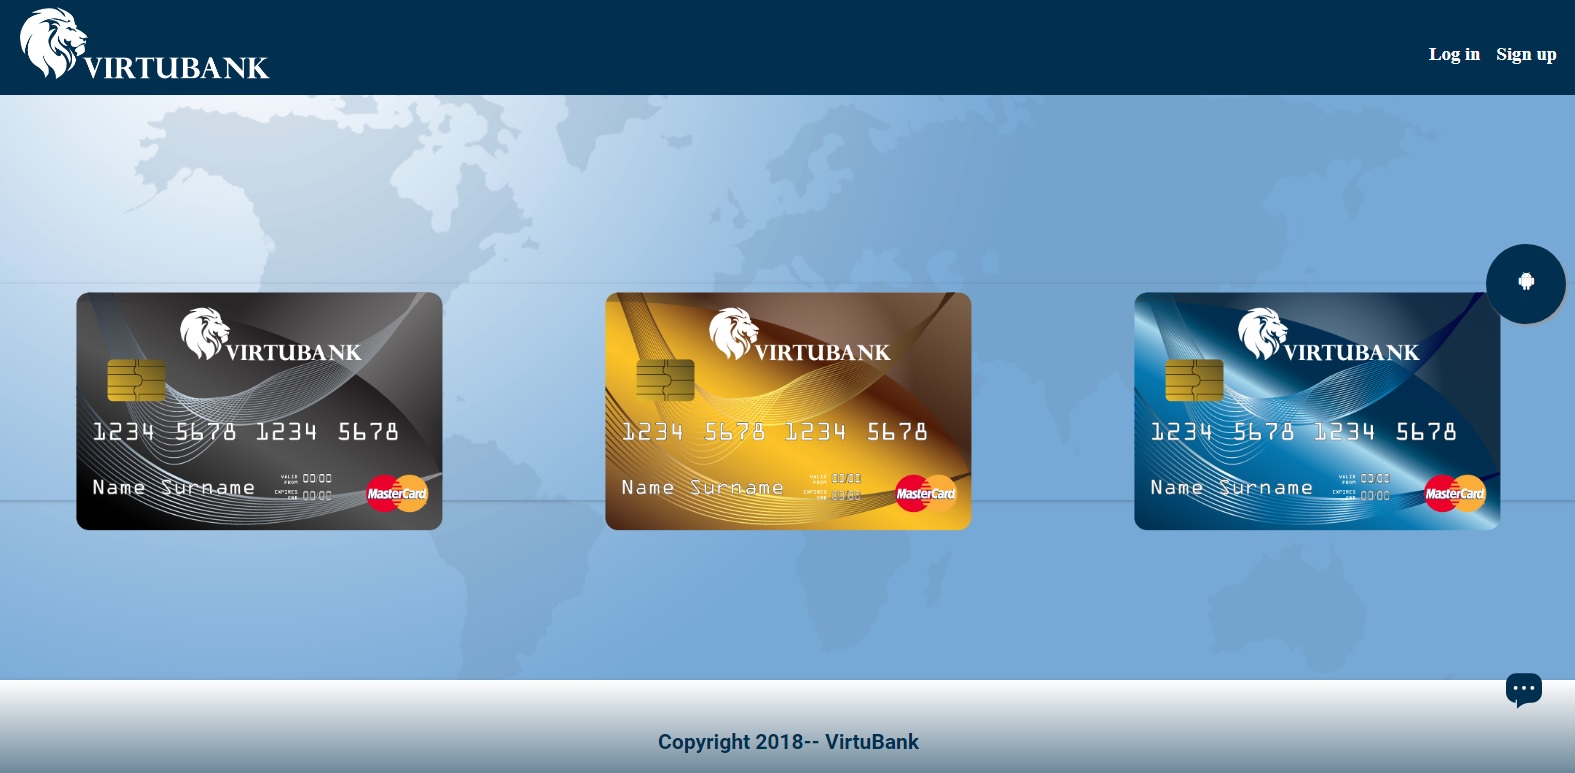 VIRTUBANK
Log in Sign up
VIRTUBANK
1234 5678 1234 5678
VALID FROM 00/00
Name Surname
EXPIRES END 00/00
MasterCard
VIRTUBANK
1234 5678 1234 5678
VALID FROM 00/00
Name Surname
EXPIRES END 00/00
MasterCard
VIRTUBANK
1234 5678 1234 5678
VALID FROM 00/00
Name Surname
EXPIRES END 00/00
MasterCard
Copyright 2018-- VirtuBank